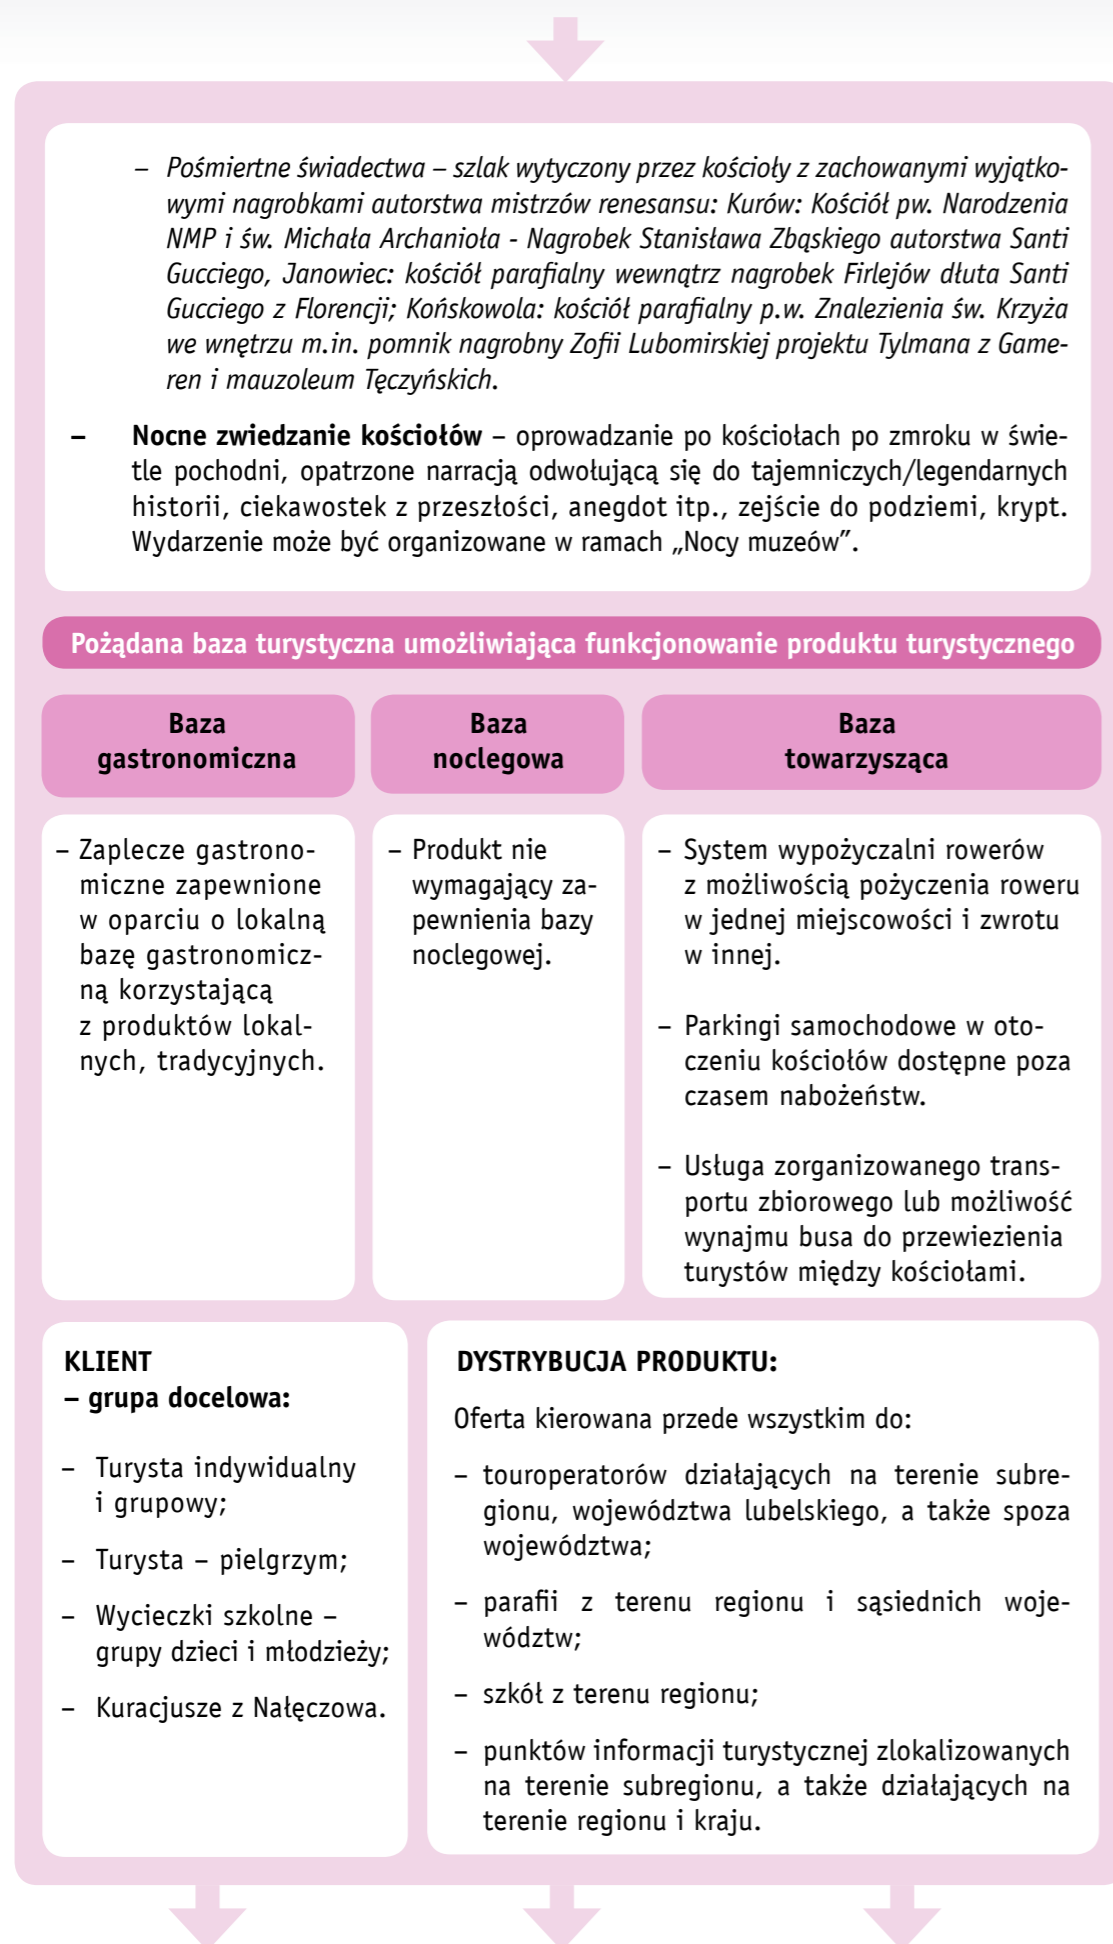 – Pośmiertne świadectwa – szlak wytyczony przez kościoły z zachowanymi wyjątko-
wymi nagrobkami autorstwa mistrzów renesansu: Kurów: Kościół pw. Narodzenia
NMP i św. Michała Archanioła - Nagrobek Stanisława Zbąskiego autorstwa Santi
Gucciego, Janowiec: kościół parafialny wewnątrz nagrobek Firlejów dłuta Santi
Gucciego z Florencji; Końskowola: kościół parafialny p.w. Znalezienia św. Krzyża
we wnętrzu m.in. pomnik nagrobny Zofii Lubomirskiej projektu Tylmana z Game-
ren i mauzoleum Tęczyńskich.
– Nocne zwiedzanie kościołów – oprowadzanie po kościołach po zmroku w świe-
tle pochodni, opatrzone narracją odwołującą się do tajemniczych/legendarnych
historii, ciekawostek z przeszłości, anegdot itp., zejście do podziemi, krypt.
Wydarzenie może być organizowane w ramach „Nocy muzeów”.
Pożądana baza turystyczna umożliwiająca funkcjonowanie produktu turystycznego
Baza
gastronomiczna
– Zaplecze gastrono-
miczne zapewnione
w oparciu o lokalną
bazę gastronomicz-
ną korzystającą
z produktów lokal-
nych, tradycyjnych.
Baza
noclegowa
– Produkt nie
wymagający za-
pewnienia bazy
noclegowej.
Baza
towarzysząca
– System wypożyczalni rowerów
z możliwością pożyczenia roweru
w jednej miejscowości i zwrotu
w innej.
– Parkingi samochodowe w oto-
czeniu kościołów dostępne poza
czasem nabożeństw.
– Usługa zorganizowanego trans-
portu zbiorowego lub możliwość
wynajmu busa do przewiezienia
turystów między kościołami.
KLIENT
– grupa docelowa:
– Turysta indywidualny
i grupowy;
– Turysta – pielgrzym;
– Wycieczki szkolne –
grupy dzieci i młodzieży;
– Kuracjusze z Nałęczowa.
DYSTRYBUCJA PRODUKTU:
Oferta kierowana przede wszystkim do:
– touroperatorów działających na terenie subre-
gionu, województwa lubelskiego, a także spoza
województwa;
– parafii z terenu regionu i sąsiednich woje-
wództw;
– szkół z terenu regionu;
– punktów informacji turystycznej zlokalizowanych
na terenie subregionu, a także działających na
terenie regionu i kraju.